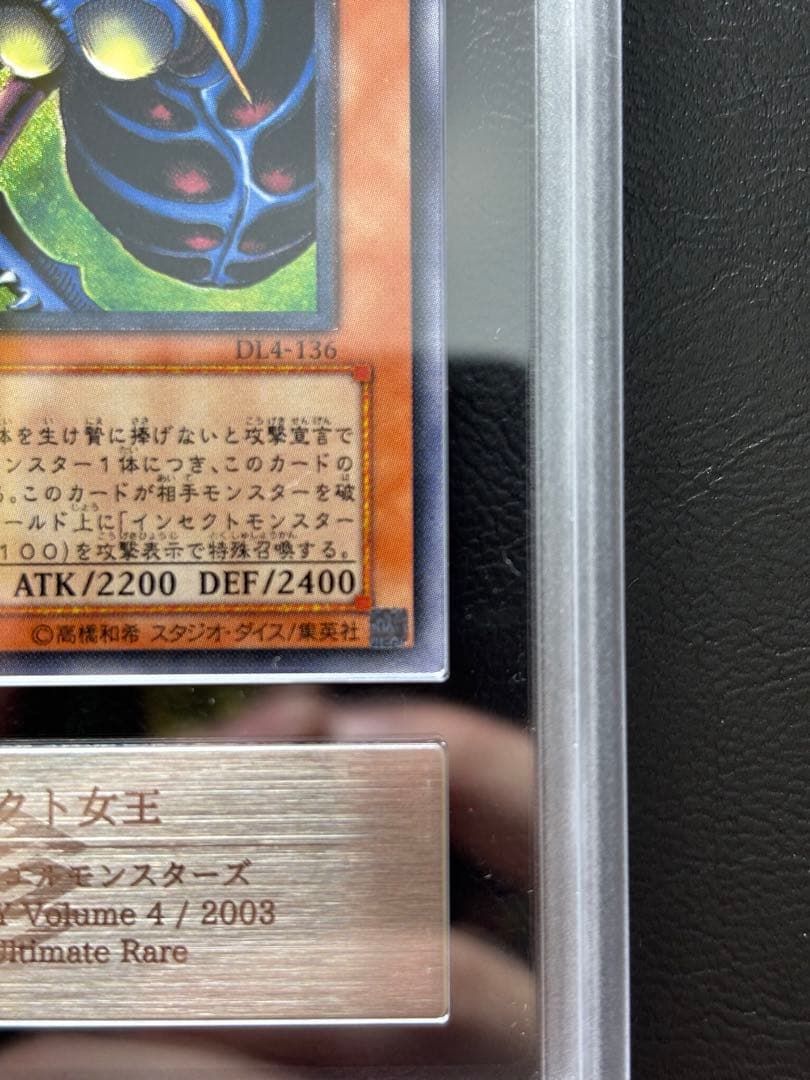 DL4-136
体を生け贄に捧げないと攻撃宣言で
ンスター1体につき、このカードの
る。このカードが相手モンスターを破
ールド上に「インセクトモンスター
100)を攻撃表示で特殊召喚する。
ATK/2200 DEF/2400
©高橋和希 スタジオ・ダイス/集英社
クト女王
エルモンスターズ
Y Volume 4 / 2003
Ultimate Rare